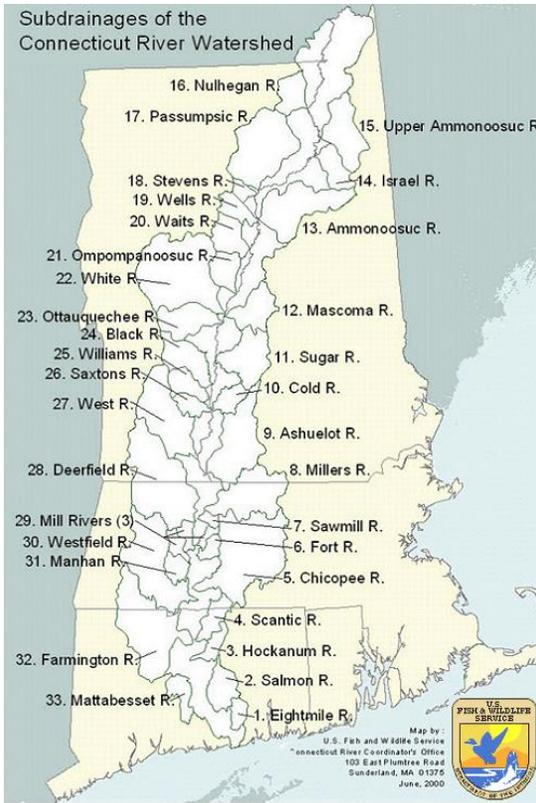 Subdrainages of the
Connecticut River Watershed
16. Nulhegan R.
17. Passumpsic R.
15. Upper Ammonoosuc R
18. Stevens R.
14. Israel R.
19. Wells R.
20. Waits R.
13. Ammonoosuc R.
21. Ompompanoosuc R.
22. White R.
12. Mascoma R.
23. Ottauquechee R.
24. Black R.
25. Williams R.
11. Sugar R.
26. Saxtons R.
10. Cold R.
27. West R.
9. Ashuelot R.
28. Deerfield R.
8. Millers R.
29. Mill Rivers (3)
7. Sawmill R.
30. Westfield R.
6. Fort R.
31. Manhan R.
5. Chicopee R.
4. Scantic R.
32. Farmington R.
3. Hockanum R.
2. Salmon R.
33. Mattabesset R.
1. Eightmile R.
U.S.
FISH & WILDLIFE
SERVICE
Map by :
U.S. Fish and Wildlife Service
onnecticut River Coordinator's Office
103 East Plumtree Road
Sunderland, MA 01375
June, 2000
DEPARTMENT OF THE INTERIOR